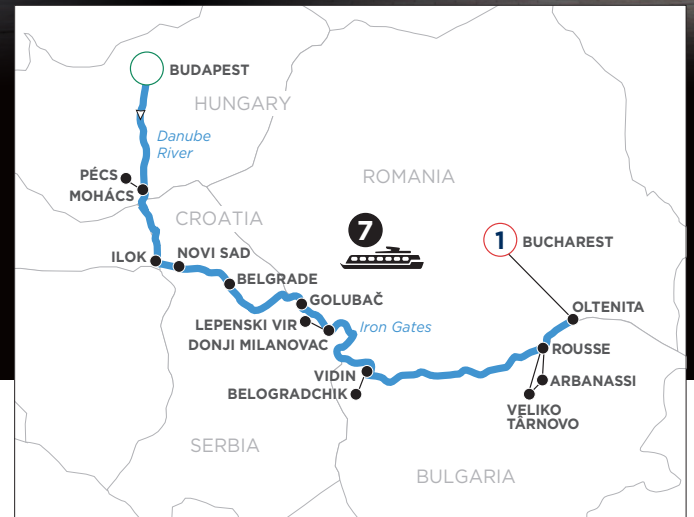 BUDAPEST
HUNGARY
Danube
River
PÉCS
MOHÁCS
ROMANIA
CROATIA
7
1
BUCHAREST
ILOK
NOVI SAD
BELGRADE
GOLUBAČ
OLTENITA
LEPENSKI VIR
Iron Gates
DONJI MILANOVAC
ROUSSE
VIDIN
ARBANASSI
BELOGRADCHIK
VELIKO
TÂRNOVO
SERBIA
BULGARIA